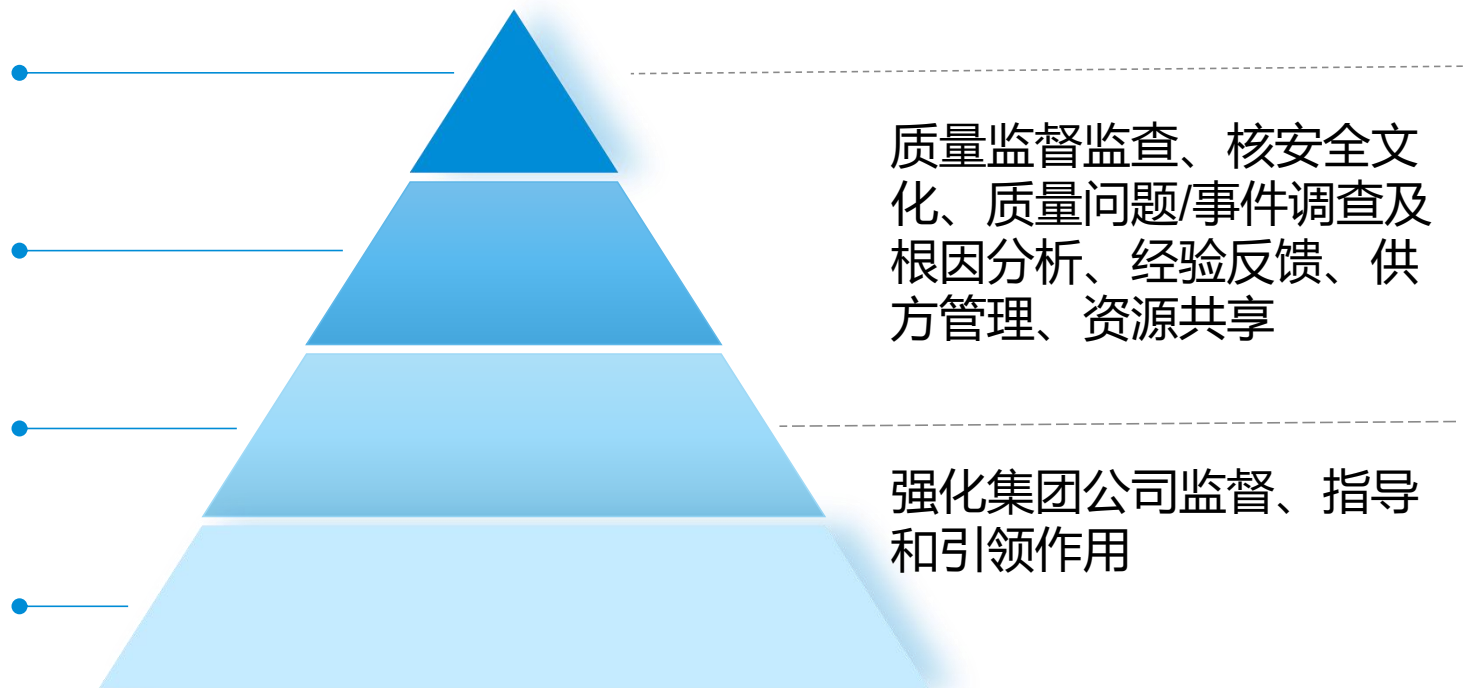 质量监督监查、核安全文
化、质量问题/事件调查及
根因分析、经验反馈、供
方管理、资源共享
强化集团公司监督、指导
和引领作用